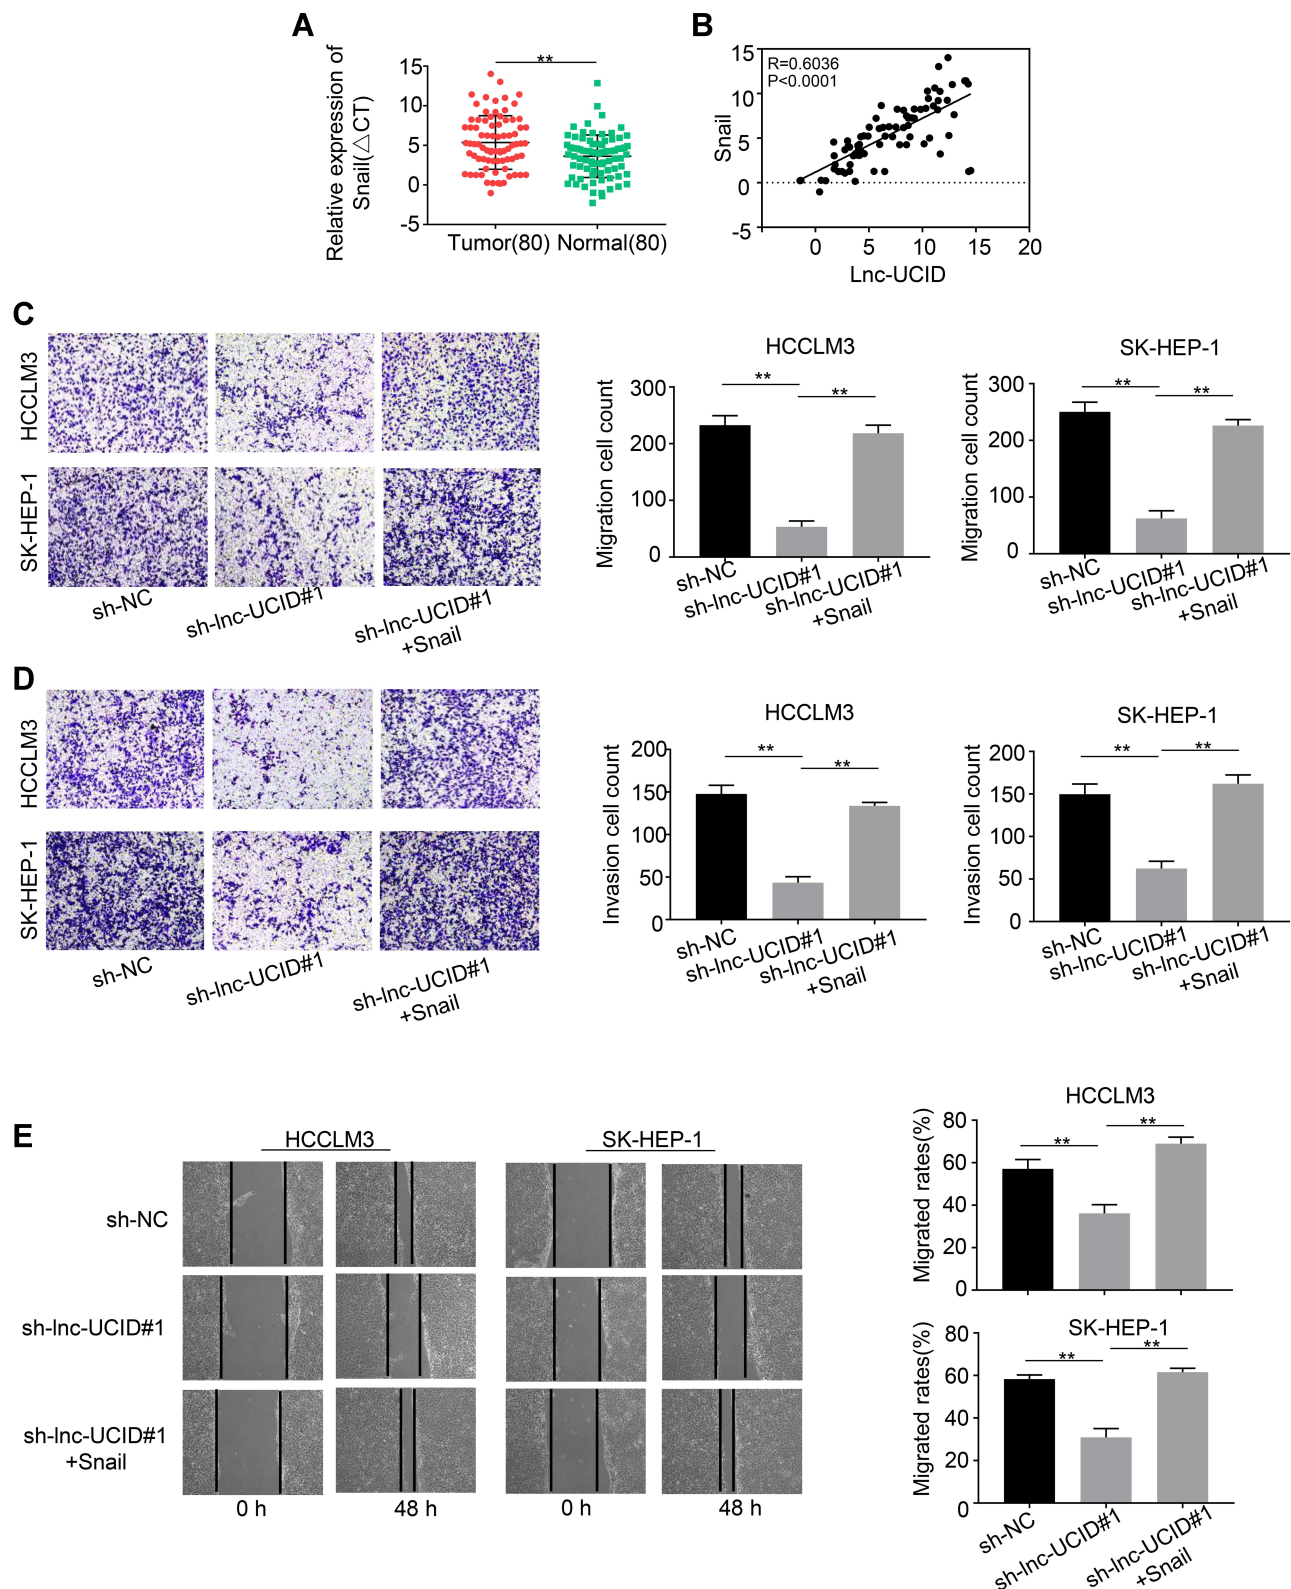 A
Relative expression of
Snail(△CT)
15
10
5
0
-5
**
Tumor(80)
Normal(80)
B
Snail
15
10
5
0
-5
R=0.6036
P<0.0001
0
5
10
15
20
Lnc-UCID
C
HCCLM3
SK-HEP-1
sh-NC
sh-lnc-UCID#1
sh-lnc-UCID#1
+Snail
HCCLM3
Migration cell count
300
200
100
0
**
**
sh-NC
sh-lnc-UCID#1
sh-lnc-UCID#1
+Snail
SK-HEP-1
Migration cell count
300
200
100
0
**
**
sh-NC
sh-lnc-UCID#1
sh-lnc-UCID#1
+Snail
D
HCCLM3
SK-HEP-1
sh-NC
sh-lnc-UCID#1
sh-lnc-UCID#1
+Snail
HCCLM3
Invasion cell count
200
150
100
50
0
**
**
sh-NC
sh-lnc-UCID#1
sh-lnc-UCID#1
+Snail
SK-HEP-1
Invasion cell count
200
150
100
50
0
**
**
sh-NC
sh-lnc-UCID#1
sh-lnc-UCID#1
+Snail
E
HCCLM3
SK-HEP-1
sh-NC
sh-lnc-UCID#1
sh-lnc-UCID#1
+Snail
0 h
48 h
0 h
48 h
HCCLM3
Migrated rates(%)
80
60
40
20
0
**
**
SK-HEP-1
Migrated rates(%)
80
60
40
20
0
**
**
sh-NC
sh-lnc-UCID#1
sh-lnc-UCID#1
+Snail